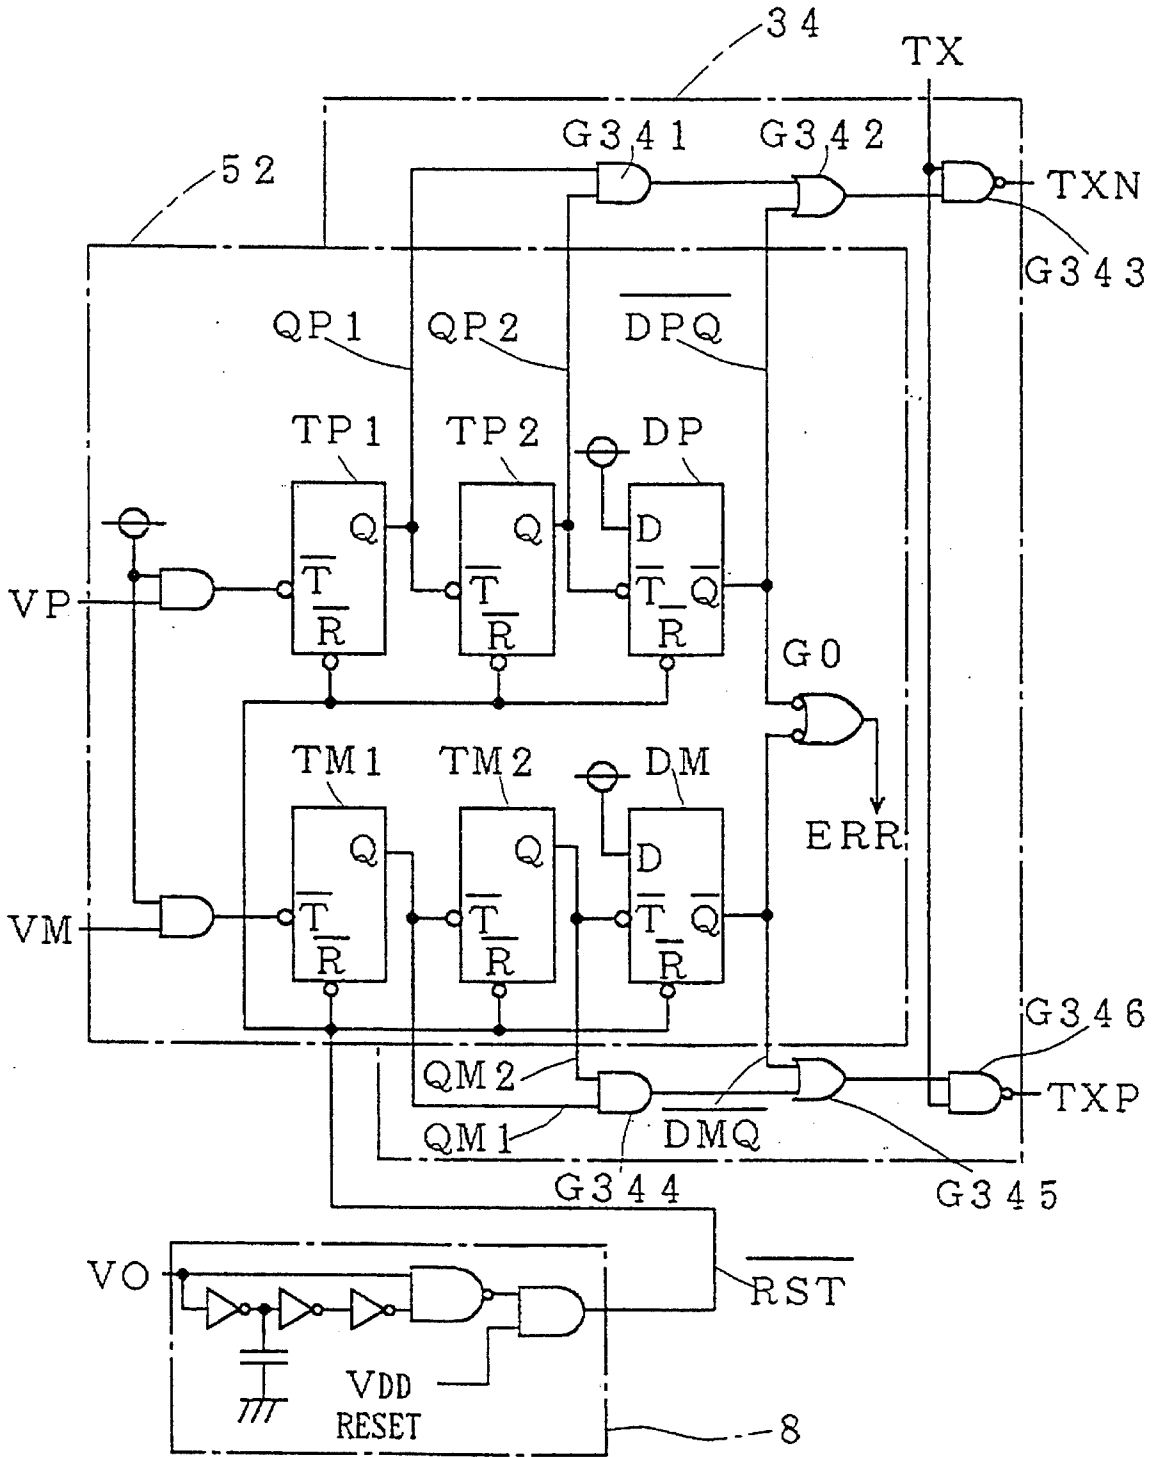 34
TX
G341
G342
52
TXN
G343
QP1
QP2
DPQ
TP1
TP2
DP
Q
Q
D
T
T
T
Q
VP
R
R
R
G0
TM1
TM2
DM
ERR
Q
Q
D
T
T
T
Q
VM
R
R
R
G346
QM2
TXP
QM1
DMQ
G344
G345
VO
RST
VDD
RESET
8